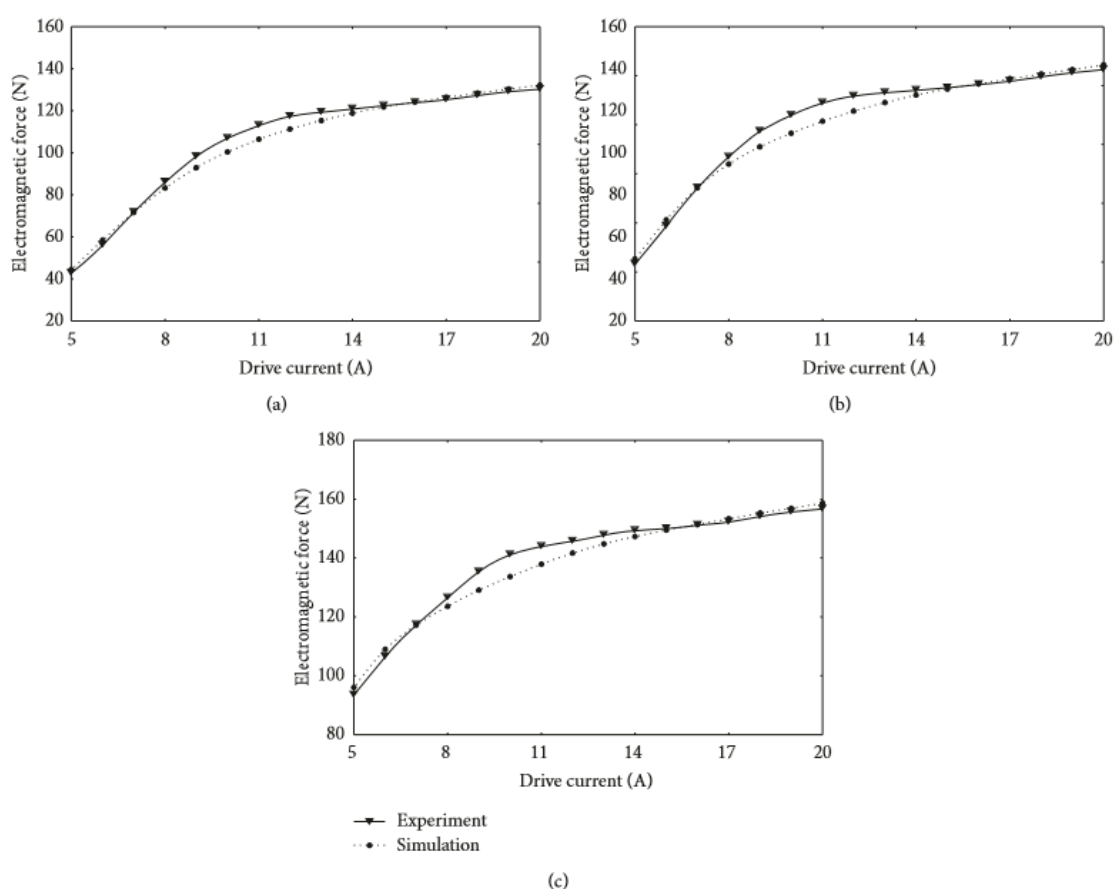 160
140
120
100
80
60
40
20
Electromagnetic force (N)
5 8 11 14 17 20
Drive current (A)
(a)
160
140
120
100
80
60
40
20
Electromagnetic force (N)
5 8 11 14 17 20
Drive current (A)
(b)
180
160
140
120
100
80
Electromagnetic force (N)
5 8 11 14 17 20
Drive current (A)
Experiment
Simulation
(c)